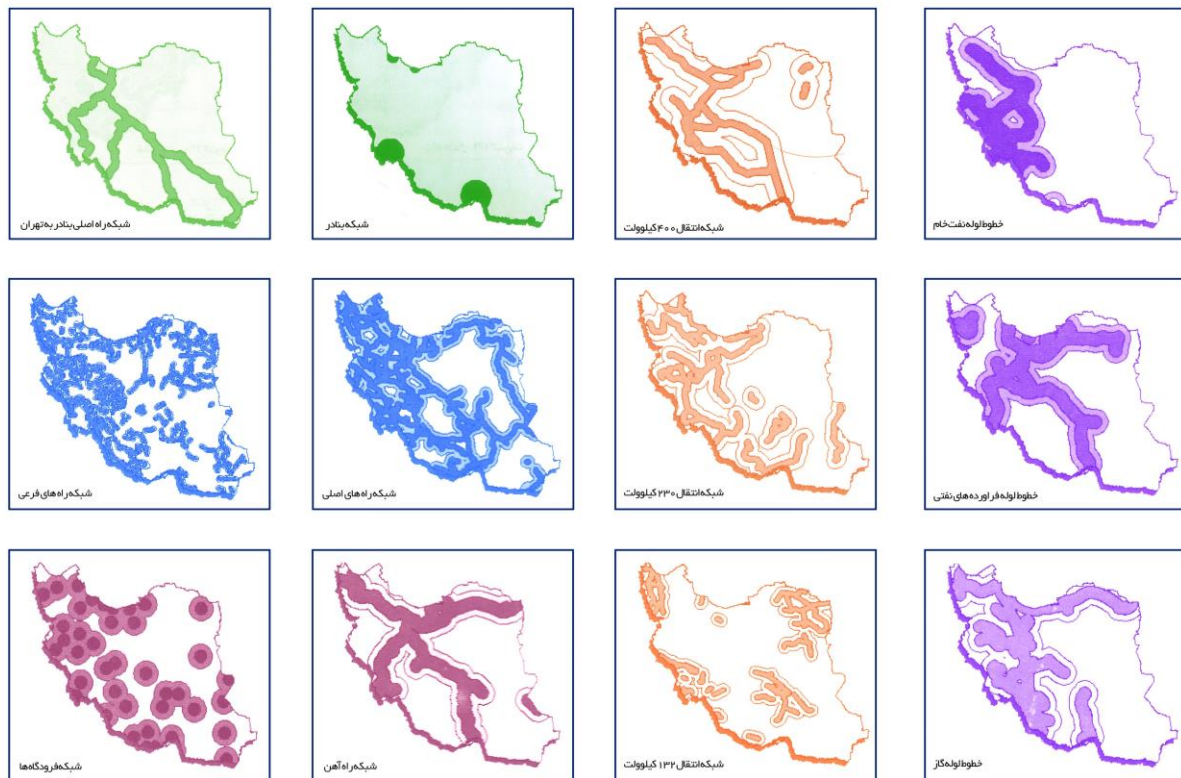 شبکه راه اصلی بنادر به تهران
شبکه بنادر
شبکه انتقال ۴۰۰ کیلوولت
خطوط لوله نفت خام
شبکه راه های فرعی
شبکه راه های اصلی
شبکه انتقال ۲۳۰ کیلوولت
خطوط لوله فراورده های نفتی
شبکه فرودگاه ها
شبکه راه آهن
شبکه انتقال ۱۳۲ کیلوولت
خطوط لوله گاز